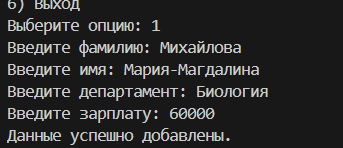 6) Выход
Выберите опцию: 1
Введите фамилию: Михайлова
Введите имя: Мария-Магдалина
Введите департамент: Биология
Введите зарплату: 60000
Данные успешно добавлены.